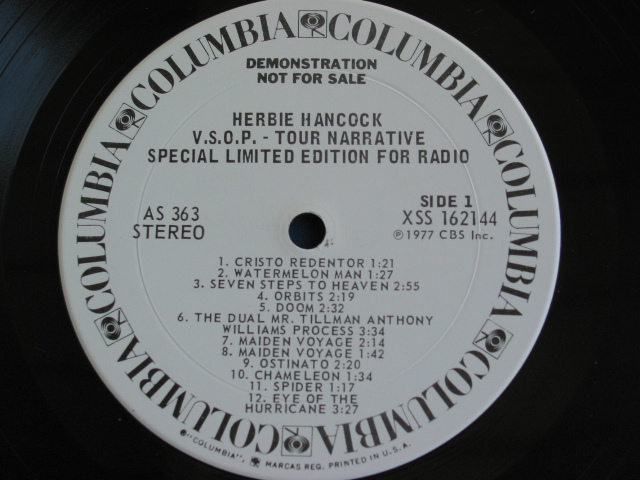 COLUMBIA COLUMBIA COLUMBIA COLUMBIA COLUMBIA COLUMBIA COLUMBIA COLUMBIA
DEMONSTRATION
NOT FOR SALE
HERBIE HANCOCK
V.S.O.P. - TOUR NARRATIVE
SPECIAL LIMITED EDITION FOR RADIO
AS 363
STEREO
SIDE 1
XSS 162144
℗ 1977 CBS Inc.
1. CRISTO REDENTOR 1:21
2. WATERMELON MAN 1:27
3. SEVEN STEPS TO HEAVEN 2:55
4. ORBITS 2:19
5. DOOM 2:32
6. THE DUAL MR. TILLMAN ANTHONY
WILLIAMS PROCESS 3:34
7. MAIDEN VOYAGE 2:14
8. MAIDEN VOYAGE 1:42
9. OSTINATO 2:20
10. CHAMELEON 1:34
11. SPIDER 1:17
12. EYE OF THE
HURRICANE 3:27
"COLUMBIA", MARCAS REG. PRINTED IN U.S.A.